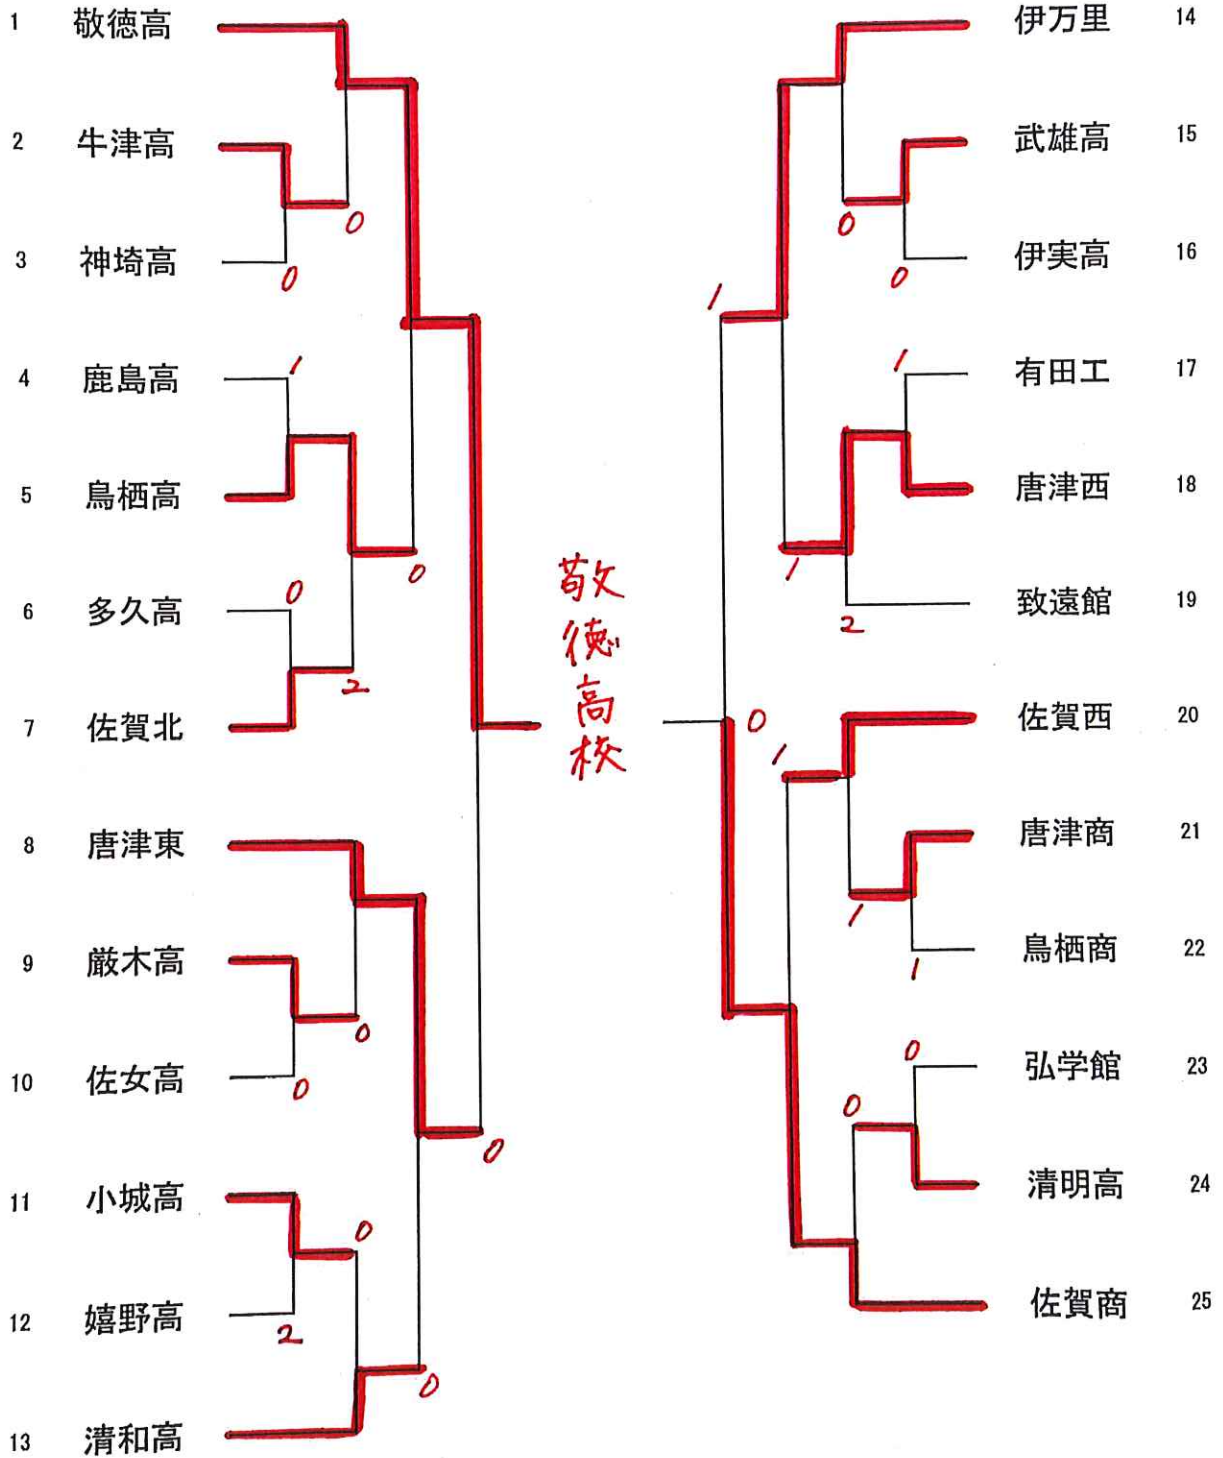 1 敬徳高
2 牛津高
0
3 神埼高
0
4 鹿島高
1
5 鳥栖高
0
6 多久高
0
2
7 佐賀北
8 唐津東
9 厳木高
0
10 佐女高
0
0
11 小城高
0
12 嬉野高
2
0
13 清和高
敬徳高校
伊万里 14
武雄高 15
0
伊実高 16
0
1
有田工 17
1
唐津西 18
1
致遠館 19
2
佐賀西 20
0
1
唐津商 21
1
鳥栖商 22
1
弘学館 23
0
0
清明高 24
佐賀商 25